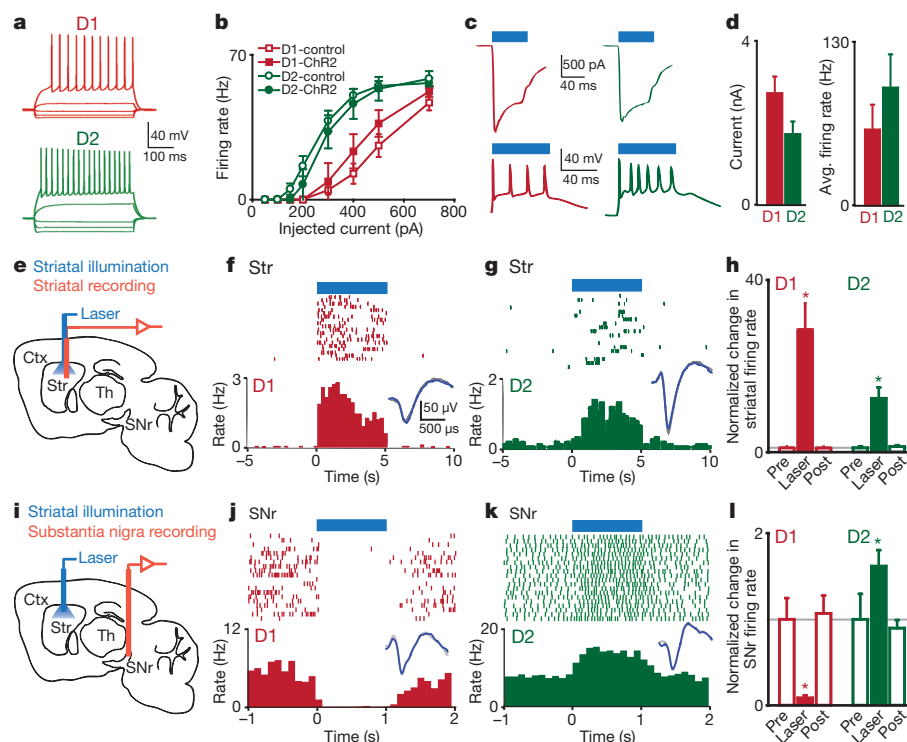 a
D1
D2
40 mV
100 ms
b
70
Firing rate (Hz)
0
D1-control
D1-ChR2
D2-control
D2-ChR2
0 200 400 600 800
Injected current (pA)
c
500 pA
40 ms
40 mV
40 ms
d
4
Current (nA)
0
D1 D2
130
Avg. firing rate (Hz)
0
D1 D2
e Striatal illumination
Striatal recording
Laser
Ctx
Str
Th
SNr
f Str
3
Rate (Hz)
0
D1
50 µV
500 µs
−5 0 5 10
Time (s)
g Str
2
Rate (Hz)
0
D2
−5 0 5 10
Time (s)
h
40
Normalized change in
striatal firing rate
0
D1 D2
* *
Pre Laser Post Pre Laser Post
i Striatal illumination
Substantia nigra recording
Laser
Ctx
Str
Th
SNr
j SNr
12
Rate (Hz)
0
D1
−1 0 1 2
Time (s)
k SNr
20
Rate (Hz)
0
D2
−1 0 1 2
Time (s)
l
2
Normalized change in
SNr firing rate
0
D1 D2
* *
Pre Laser Post Pre Laser Post